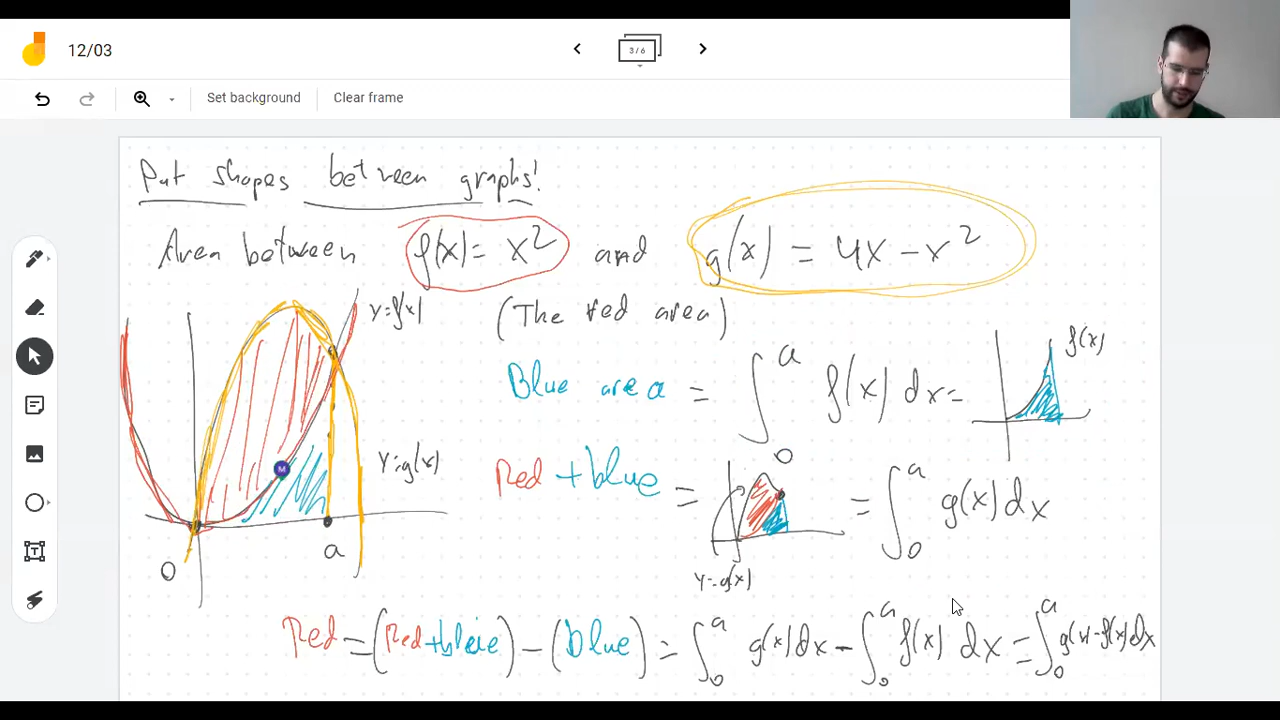 12/03
3/6
Set background
Clear frame
Put shapes between graphs!
Area between f(x) = x² and g(x) = 4x - x²
y=f(x)
(The red area)
Blue area = ∫₀ᵃ f(x) dx =
f(x)
y=g(x)
M
Red + blue = = ∫₀ᵃ g(x)dx
y=g(x)
0
a
Red = (Red+blue) - (blue) = ∫₀ᵃ g(x)dx - ∫₀ᵃ f(x) dx = ∫₀ᵃ g(x)-f(x)dx